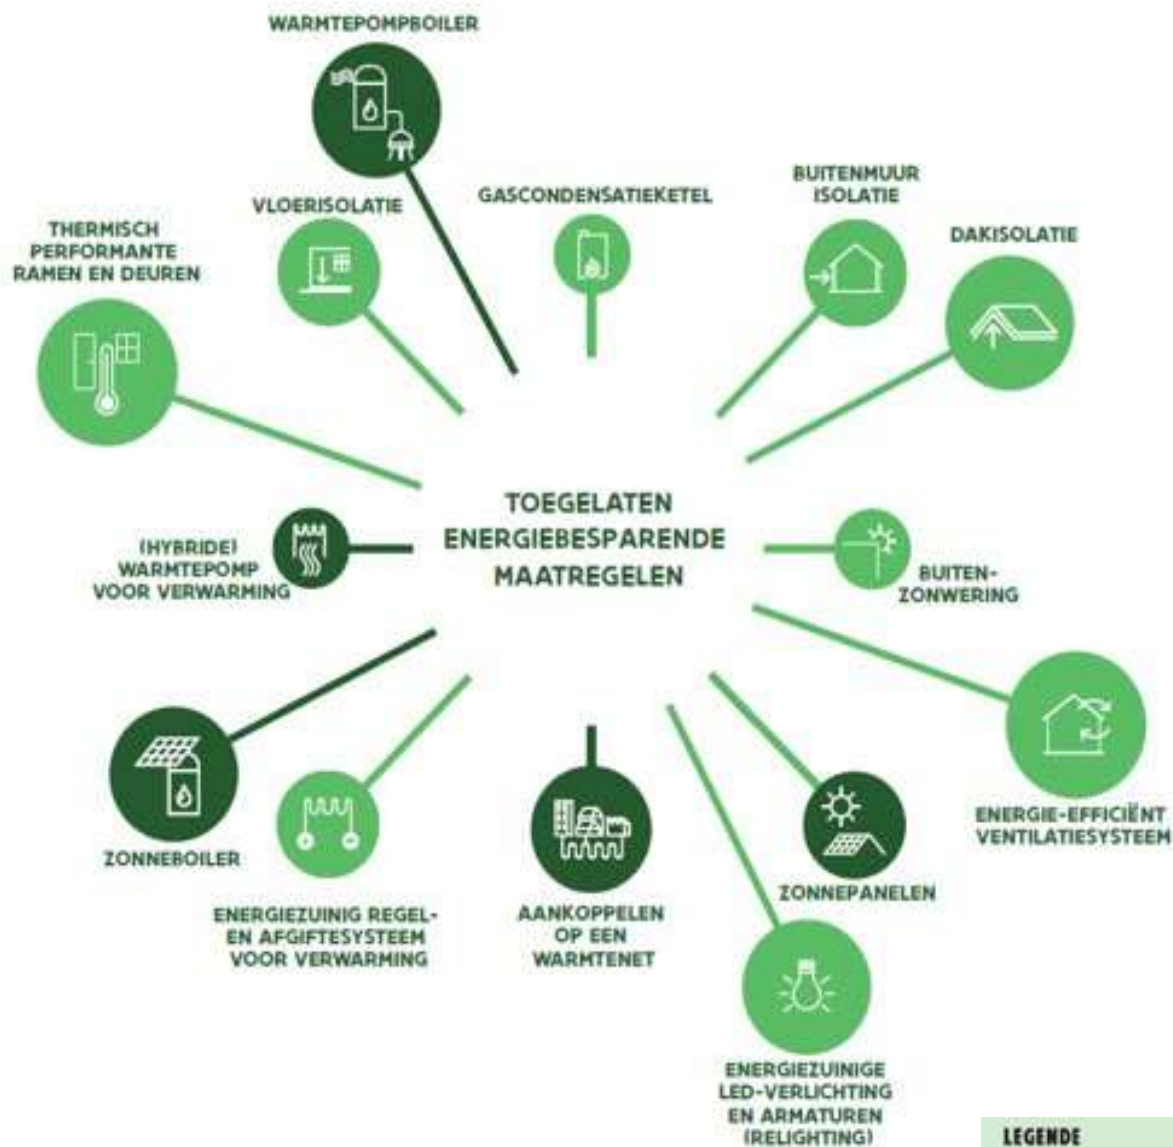 WARMTEPOMPBOILER
VLOERISOLATIE
GASCONDENSATIEKETEL
BUITENMUUR
ISOLATIE
DAKISOLATIE
THERMISCH
PERFORMANTE
RAMEN EN DEUREN
TOEGELATEN
ENERGIEBESPARENDE
MAATREGELEN
(HYBRIDE)
WARMTEPOMP
VOOR VERWARMING
BUITEN-
ZONWERING
ZONNEBOILER
ENERGIEZUINIG REGEL-
EN AFGIFTESYSTEEM
VOOR VERWARMING
AANKOPPELEN
OP EEN
WARMTENET
ZONNEPANELEN
ENERGIE-EFFICIËNT
VENTILATIESYSTEEM
ENERGIEZUINIGE
LED-VERLICHTING
EN ARMATUREN
(RELIGHTING)
LEGENDE